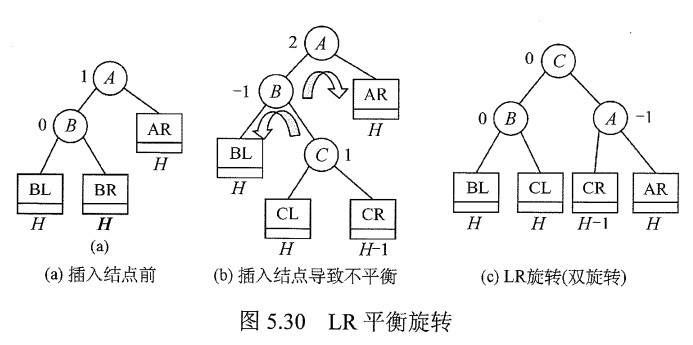 1 A
0 B
AR
H
BL BR
H H
(a)
(a) 插入结点前
2 A
-1 B
AR
H
BL
H
C 1
CL CR
H H-1
(b) 插入结点导致不平衡
0 C
0 B A -1
BL CL CR AR
H H H-1 H
(c) LR旋转(双旋转)
图 5.30 LR 平衡旋转